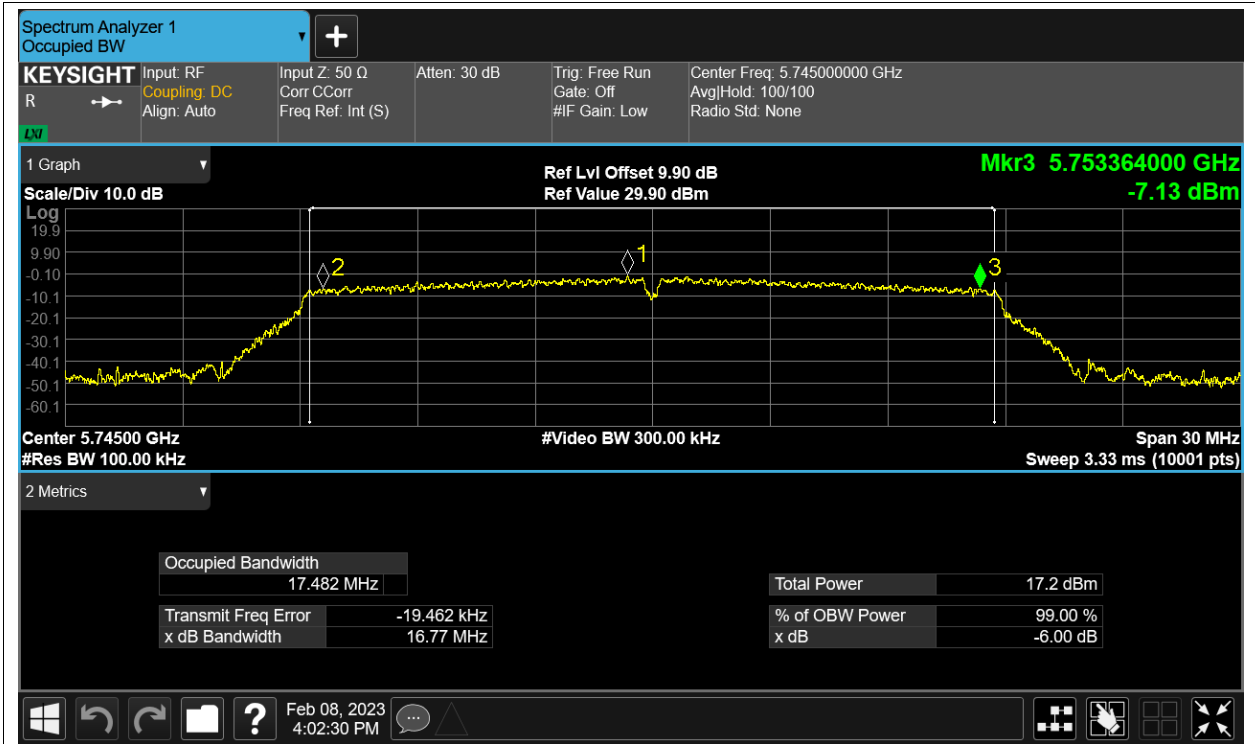 Spectrum Analyzer 1
Occupied BW
KEYSIGHT
R
LXI
Input: RF
Coupling: DC
Align: Auto
Input Z: 50 Ω
Corr CCorr
Freq Ref: Int (S)
Atten: 30 dB
Trig: Free Run
Gate: Off
#IF Gain: Low
Center Freq: 5.745000000 GHz
Avg|Hold: 100/100
Radio Std: None
1 Graph
Scale/Div 10.0 dB
Ref Lvl Offset 9.90 dB
Ref Value 29.90 dBm
Mkr3 5.753364000 GHz
-7.13 dBm
Log
19.9
9.90
-0.10
-10.1
-20.1
-30.1
-40.1
-50.1
-60.1
2
1
3
Center 5.74500 GHz
#Res BW 100.00 kHz
#Video BW 300.00 kHz
Span 30 MHz
Sweep 3.33 ms (10001 pts)
2 Metrics
Occupied Bandwidth
17.482 MHz
Transmit Freq Error -19.462 kHz
x dB Bandwidth 16.77 MHz
Total Power 17.2 dBm
% of OBW Power 99.00 %
x dB -6.00 dB
?
Feb 08, 2023
4:02:30 PM